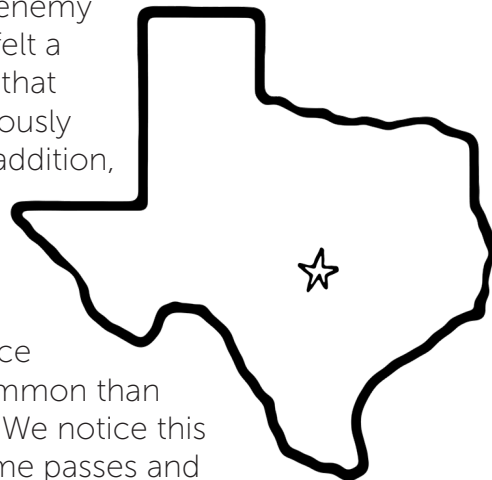 enemy
felt a
that
ously
addition,
ce
mmon than
We notice this
me passes and